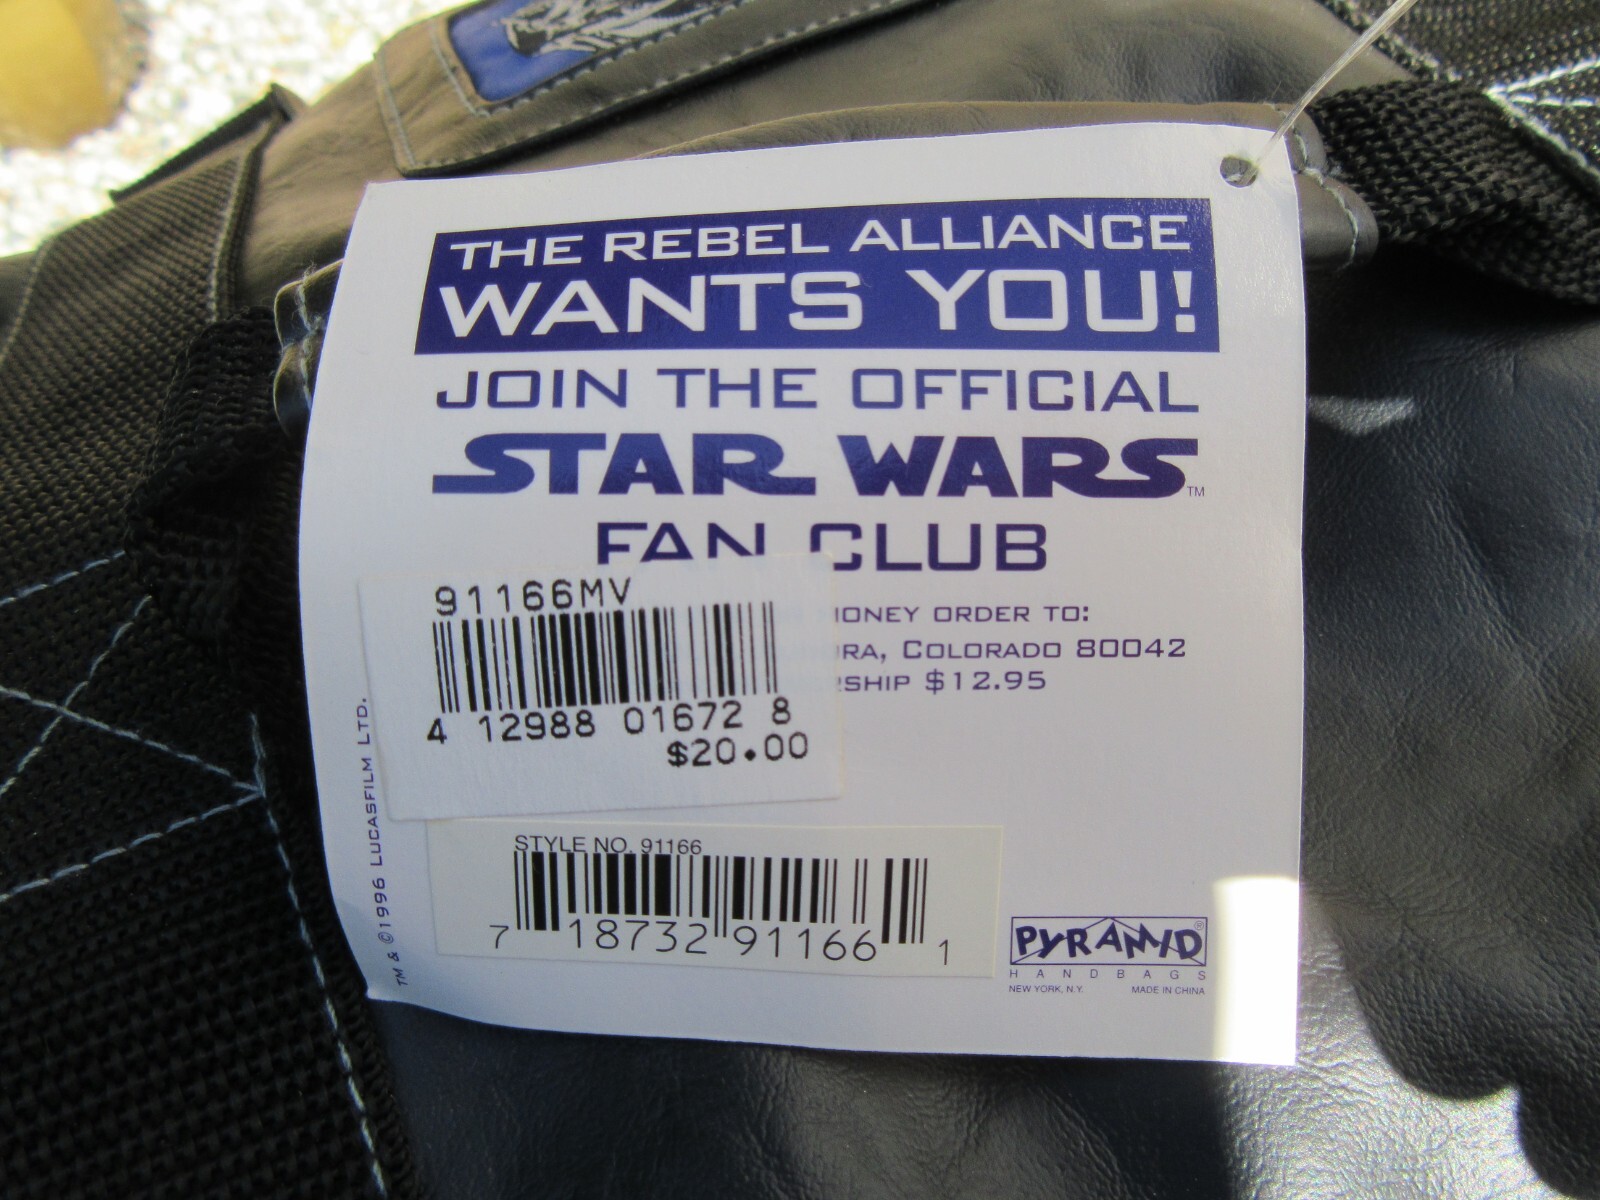 THE REBEL ALLIANCE
WANTS YOU!
JOIN THE OFFICIAL
STAR WARS™
FAN CLUB
MONEY ORDER TO:
COLORADO 80042
$12.95
91166MV
4 12988 01672 8
$20.00
STYLE NO. 91166
7 18732 91166 1
TM & ©1996 LUCASFILM LTD.
PYRAMID®
HANDBAGS
NEW YORK, N.Y. MADE IN CHINA